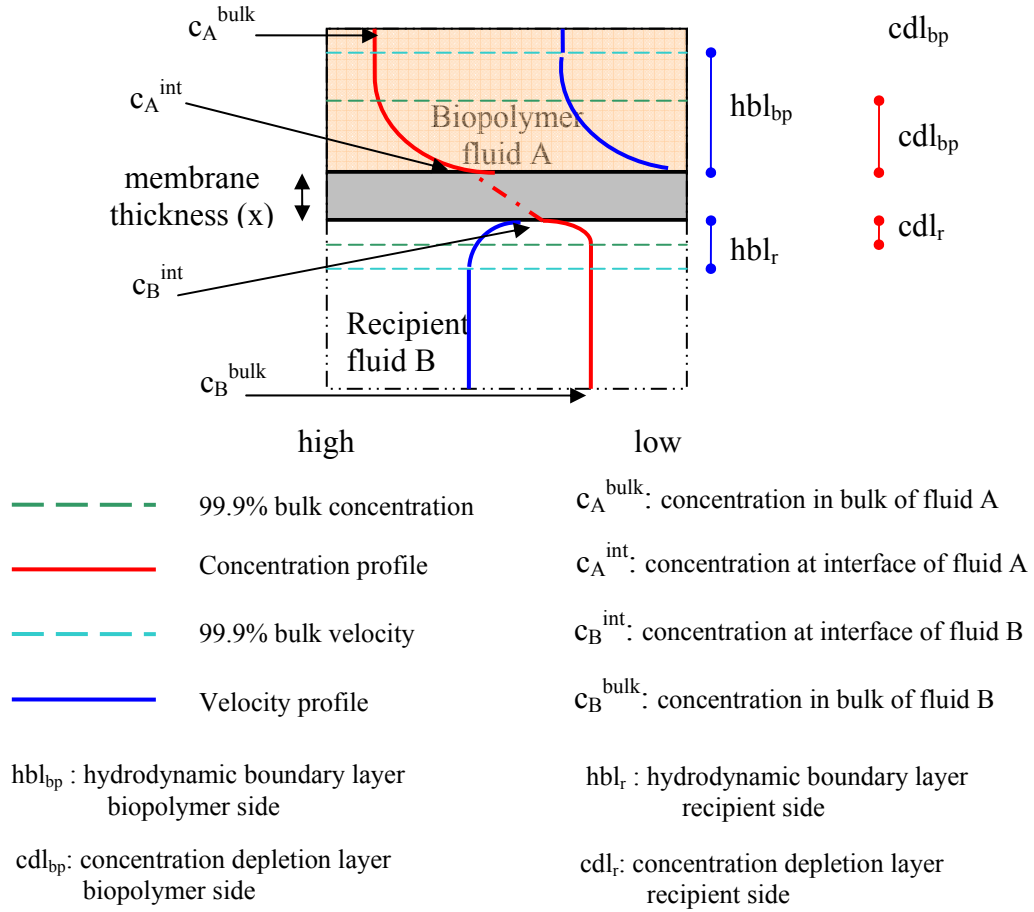 c_A^bulk
cdl_bp
c_A^int
hbl_bp
Biopolymer
fluid A
cdl_bp
membrane
thickness (x)
cdl_r
hbl_r
c_B^int
Recipient
fluid B
c_B^bulk
high low
99.9% bulk concentration
c_A^bulk: concentration in bulk of fluid A
Concentration profile
c_A^int: concentration at interface of fluid A
99.9% bulk velocity
c_B^int: concentration at interface of fluid B
Velocity profile
c_B^bulk: concentration in bulk of fluid B
hbl_bp : hydrodynamic boundary layer
biopolymer side
hbl_r : hydrodynamic boundary layer
recipient side
cdl_bp: concentration depletion layer
biopolymer side
cdl_r: concentration depletion layer
recipient side